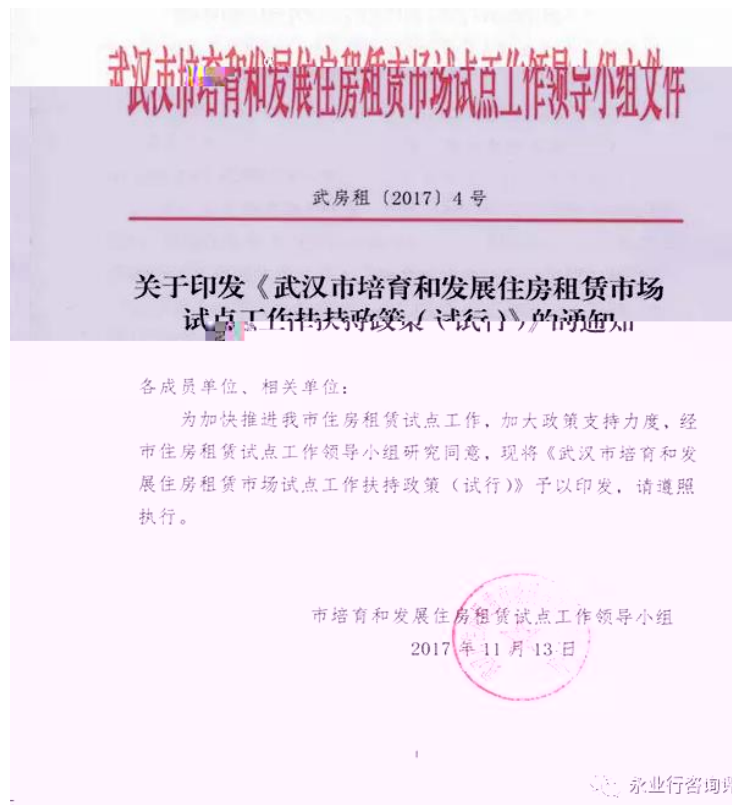 武汉市培育和发展住房租赁市场试点工作领导小组文件
武房租〔2017〕4号
关于印发《武汉市培育和发展住房租赁市场
试点工作扶持政策(试行)》的通知
各成员单位、相关单位：
为加快推进我市住房租赁试点工作，加大政策支持力度，经
市住房租赁试点工作领导小组研究同意，现将《武汉市培育和发
展住房租赁市场试点工作扶持政策（试行）》予以印发，请遵照
执行。
市培育和发展住房租赁试点工作领导小组
2017年11月13日
永业行咨询